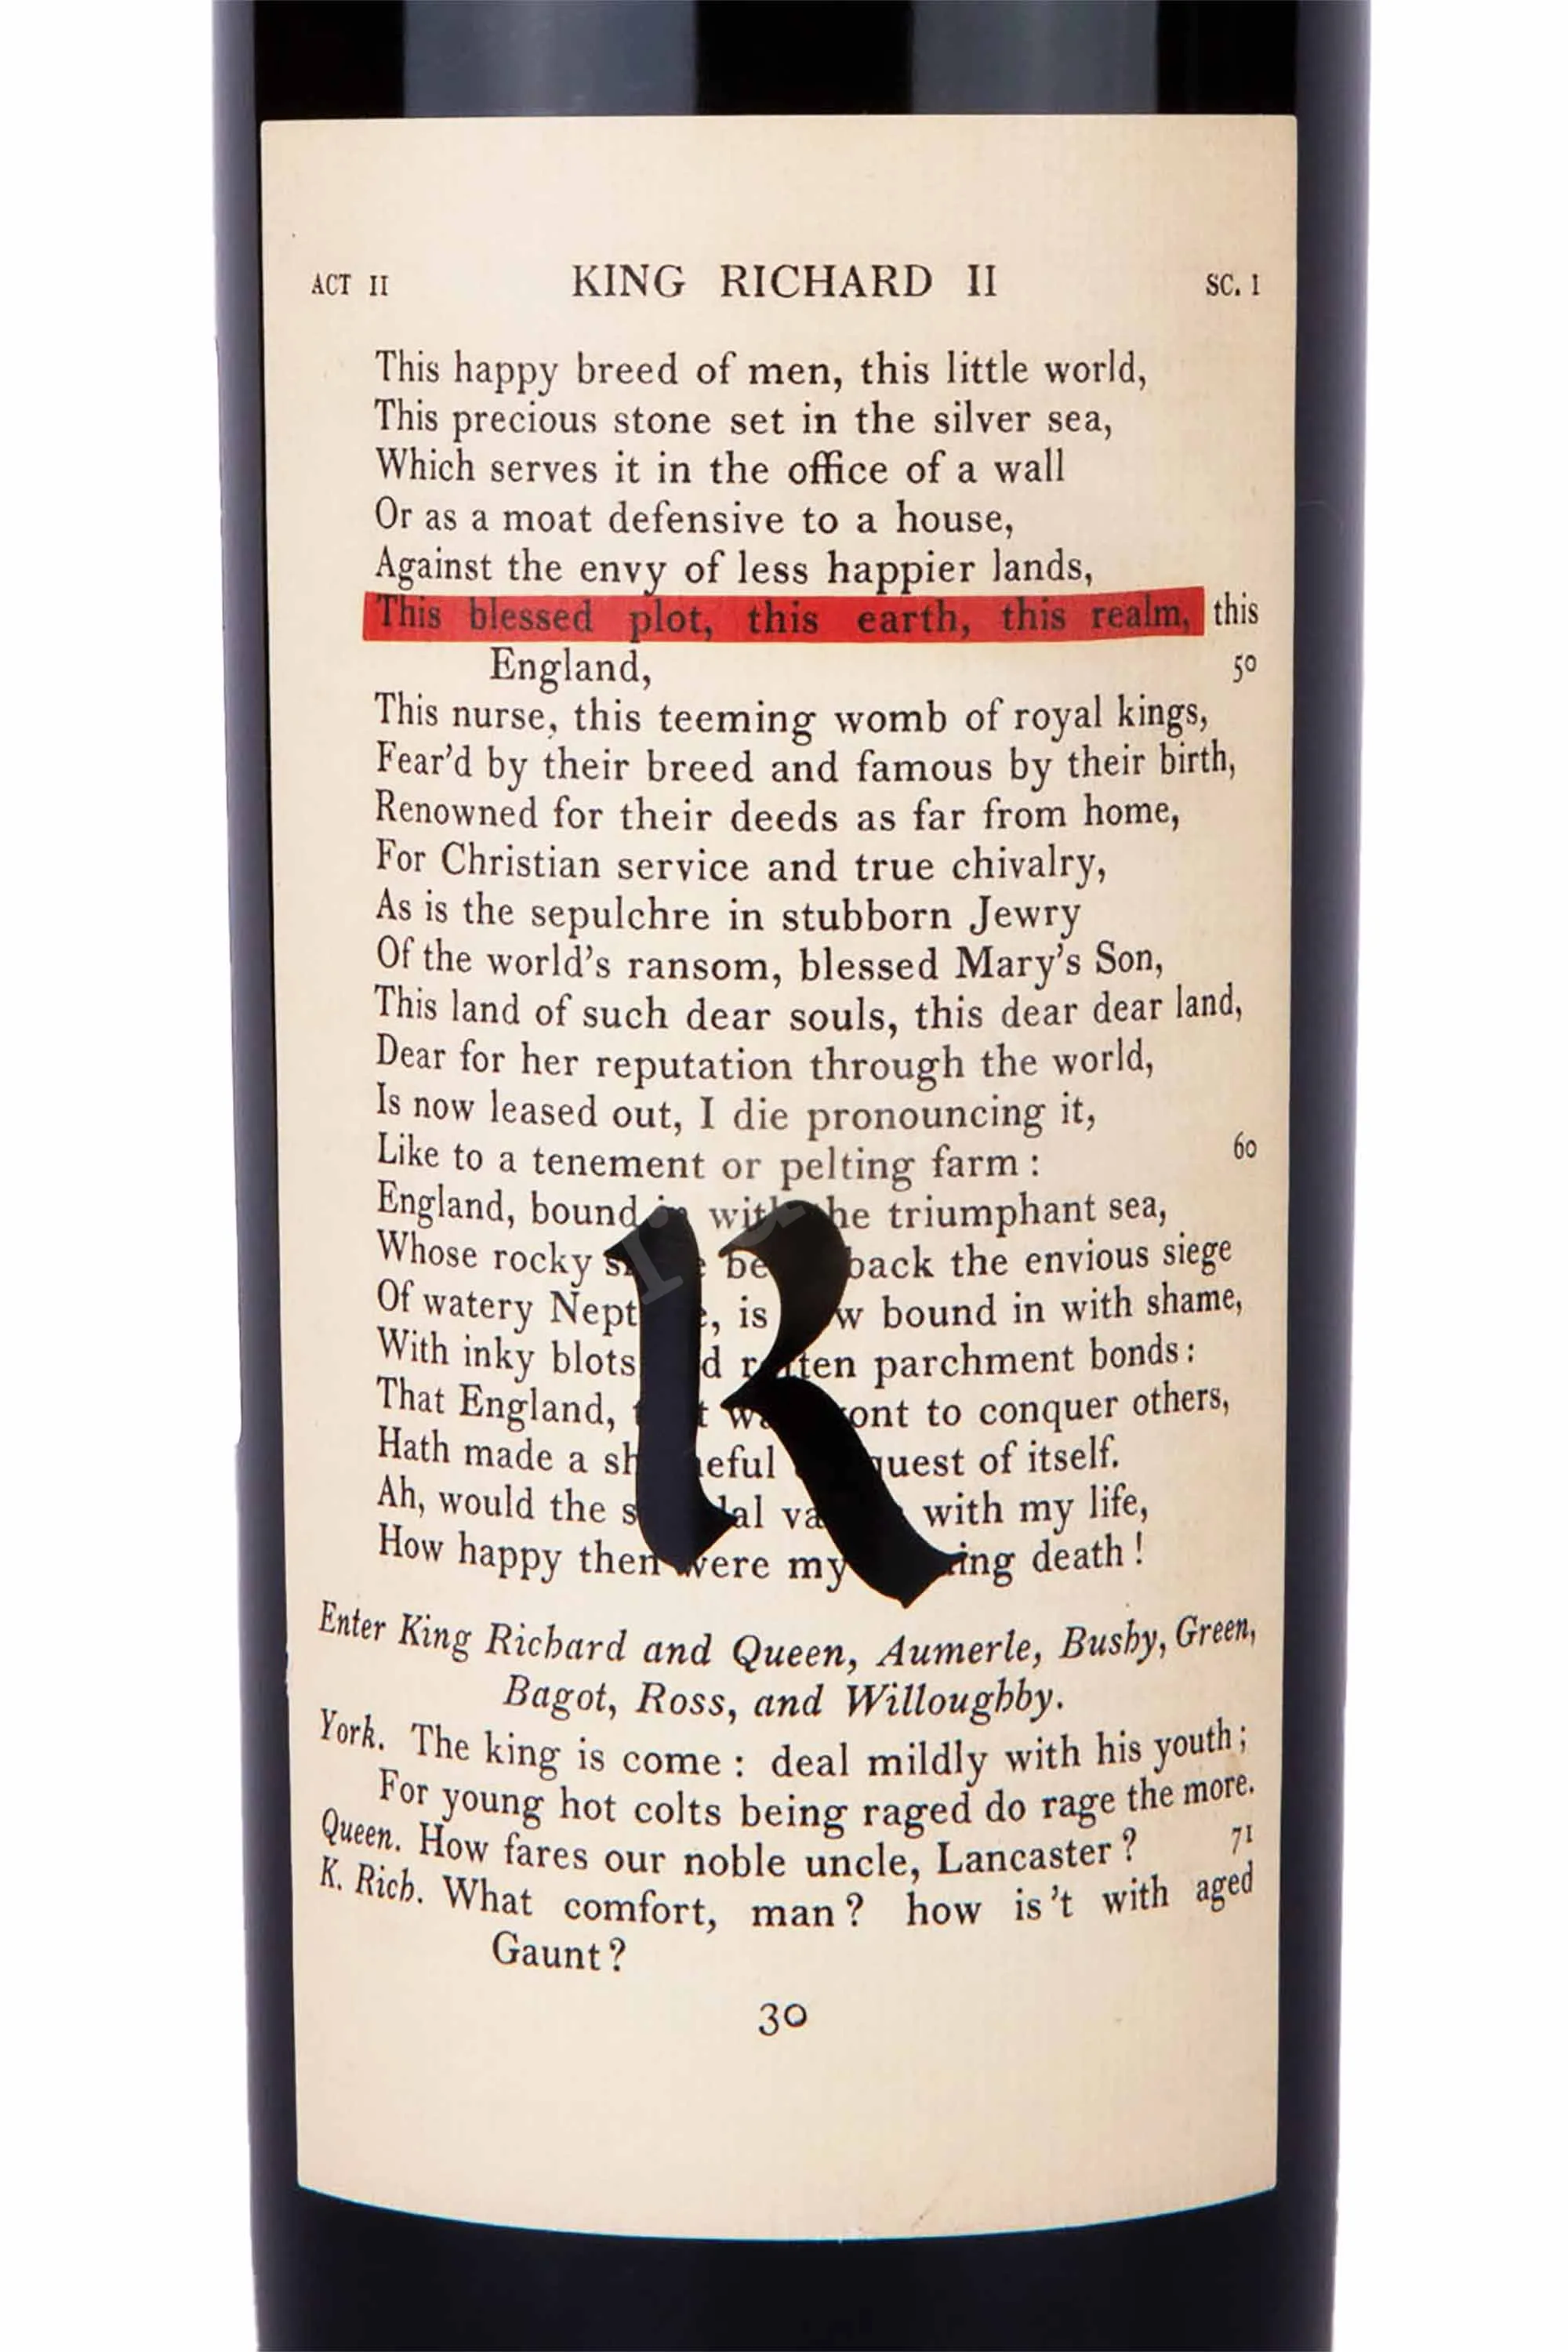 ACT II KING RICHARD II SC. I
This happy breed of men, this little world,
This precious stone set in the silver sea,
Which serves it in the office of a wall
Or as a moat defensive to a house,
Against the envy of less happier lands,
This blessed plot, this earth, this realm, this
England, 50
This nurse, this teeming womb of royal kings,
Fear'd by their breed and famous by their birth,
Renowned for their deeds as far from home,
For Christian service and true chivalry,
As is the sepulchre in stubborn Jewry
Of the world's ransom, blessed Mary's Son,
This land of such dear souls, this dear dear land,
Dear for her reputation through the world,
Is now leased out, I die pronouncing it,
Like to a tenement or pelting farm : 60
England, bound in with the triumphant sea,
Whose rocky back the envious siege
Of watery is bound in with shame,
With inky blots rotten parchment bonds :
That England, to conquer others,
Hath made a of itself.
Ah, would the with my life,
How happy then were my death !
R
Enter King Richard and Queen, Aumerle, Bushy, Green,
Bagot, Ross, and Willoughby.
York. The king is come : deal mildly with his youth ;
For young hot colts being raged do rage the more.
Queen. How fares our noble uncle, Lancaster ? 71
K. Rich. What comfort, man ? how is't with aged
Gaunt ?
30